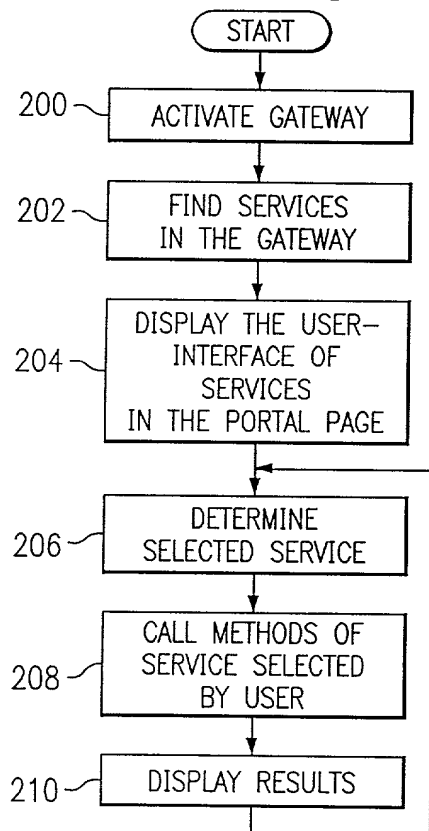 START
200
ACTIVATE GATEWAY
202
FIND SERVICES
IN THE GATEWAY
204
DISPLAY THE USER-
INTERFACE OF
SERVICES
IN THE PORTAL PAGE
206
DETERMINE
SELECTED SERVICE
208
CALL METHODS OF
SERVICE SELECTED
BY USER
210
DISPLAY RESULTS